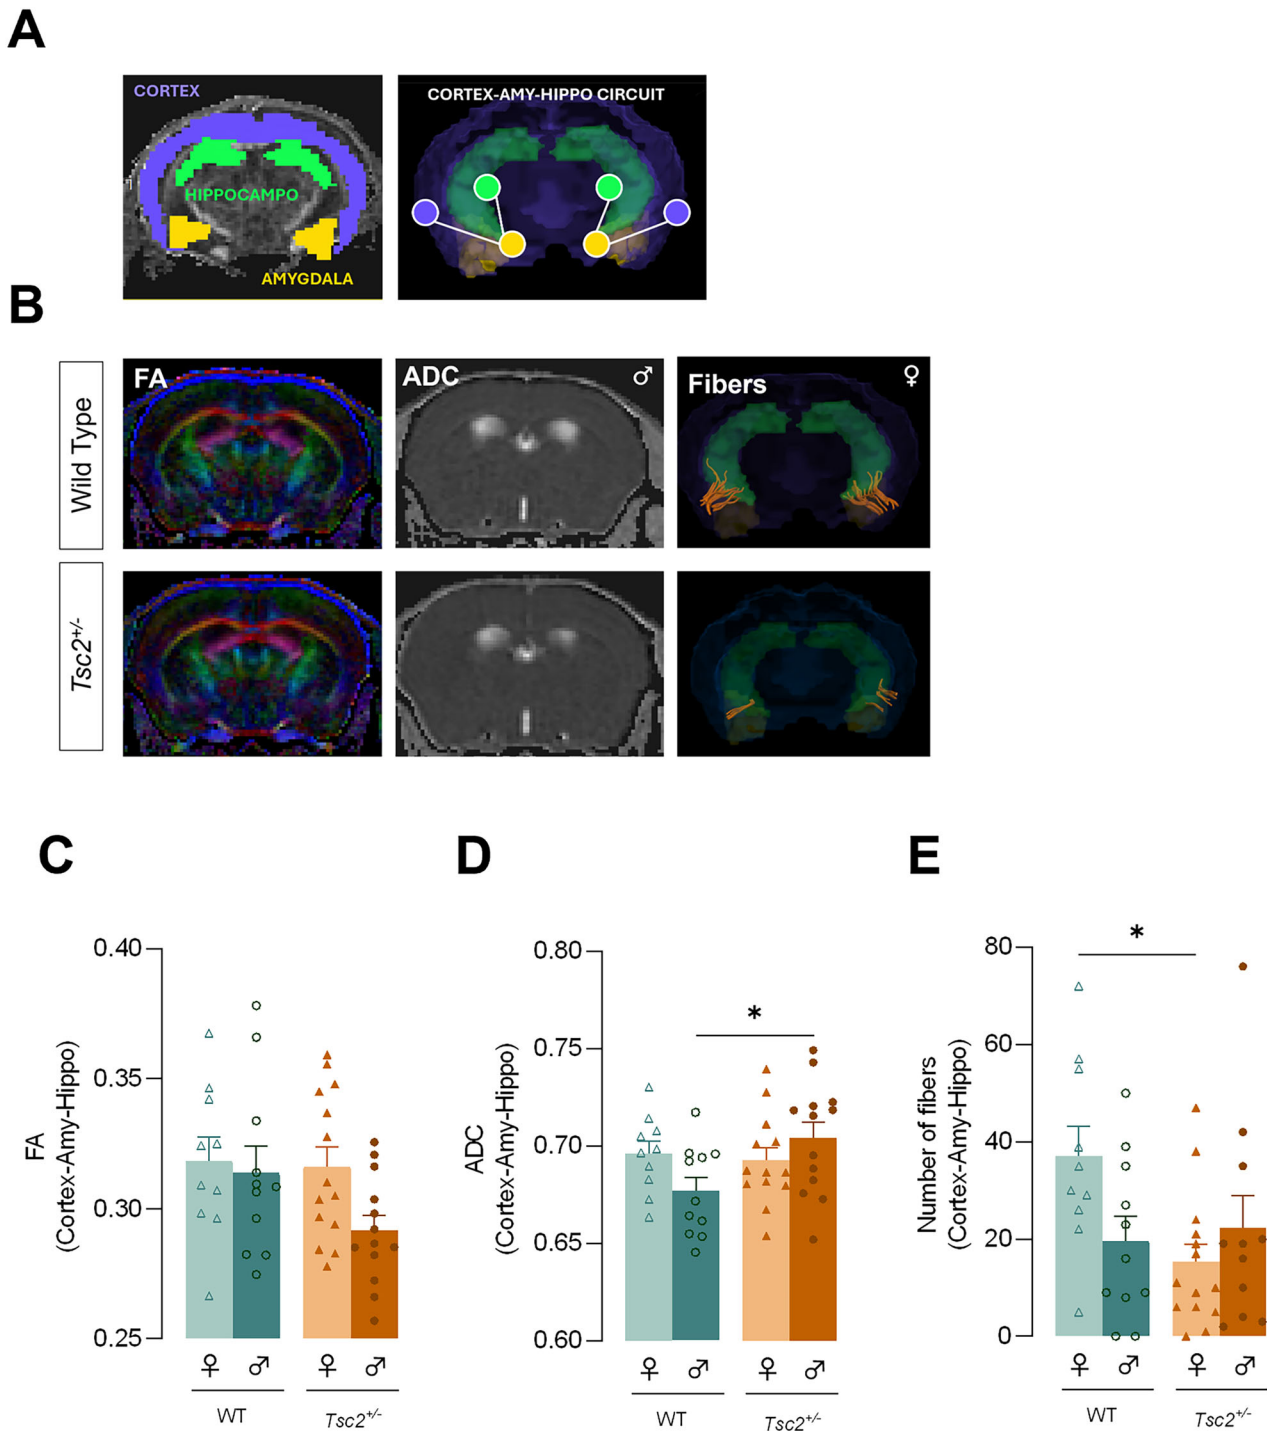 A
CORTEX
HIPPOCAMPO
AMYGDALA
CORTEX-AMY-HIPPO CIRCUIT
B
Wild Type
FA
ADC
♂
Fibers
♀
Tsc2+/-
C
FA
(Cortex-Amy-Hippo)
0.40
0.35
0.30
0.25
♀ ♂ ♀ ♂
WT Tsc2+/-
D
ADC
(Cortex-Amy-Hippo)
0.80
0.75
0.70
0.65
0.60
*
♀ ♂ ♀ ♂
WT Tsc2+/-
E
Number of fibers
(Cortex-Amy-Hippo)
80
60
40
20
0
*
♀ ♂ ♀ ♂
WT Tsc2+/-